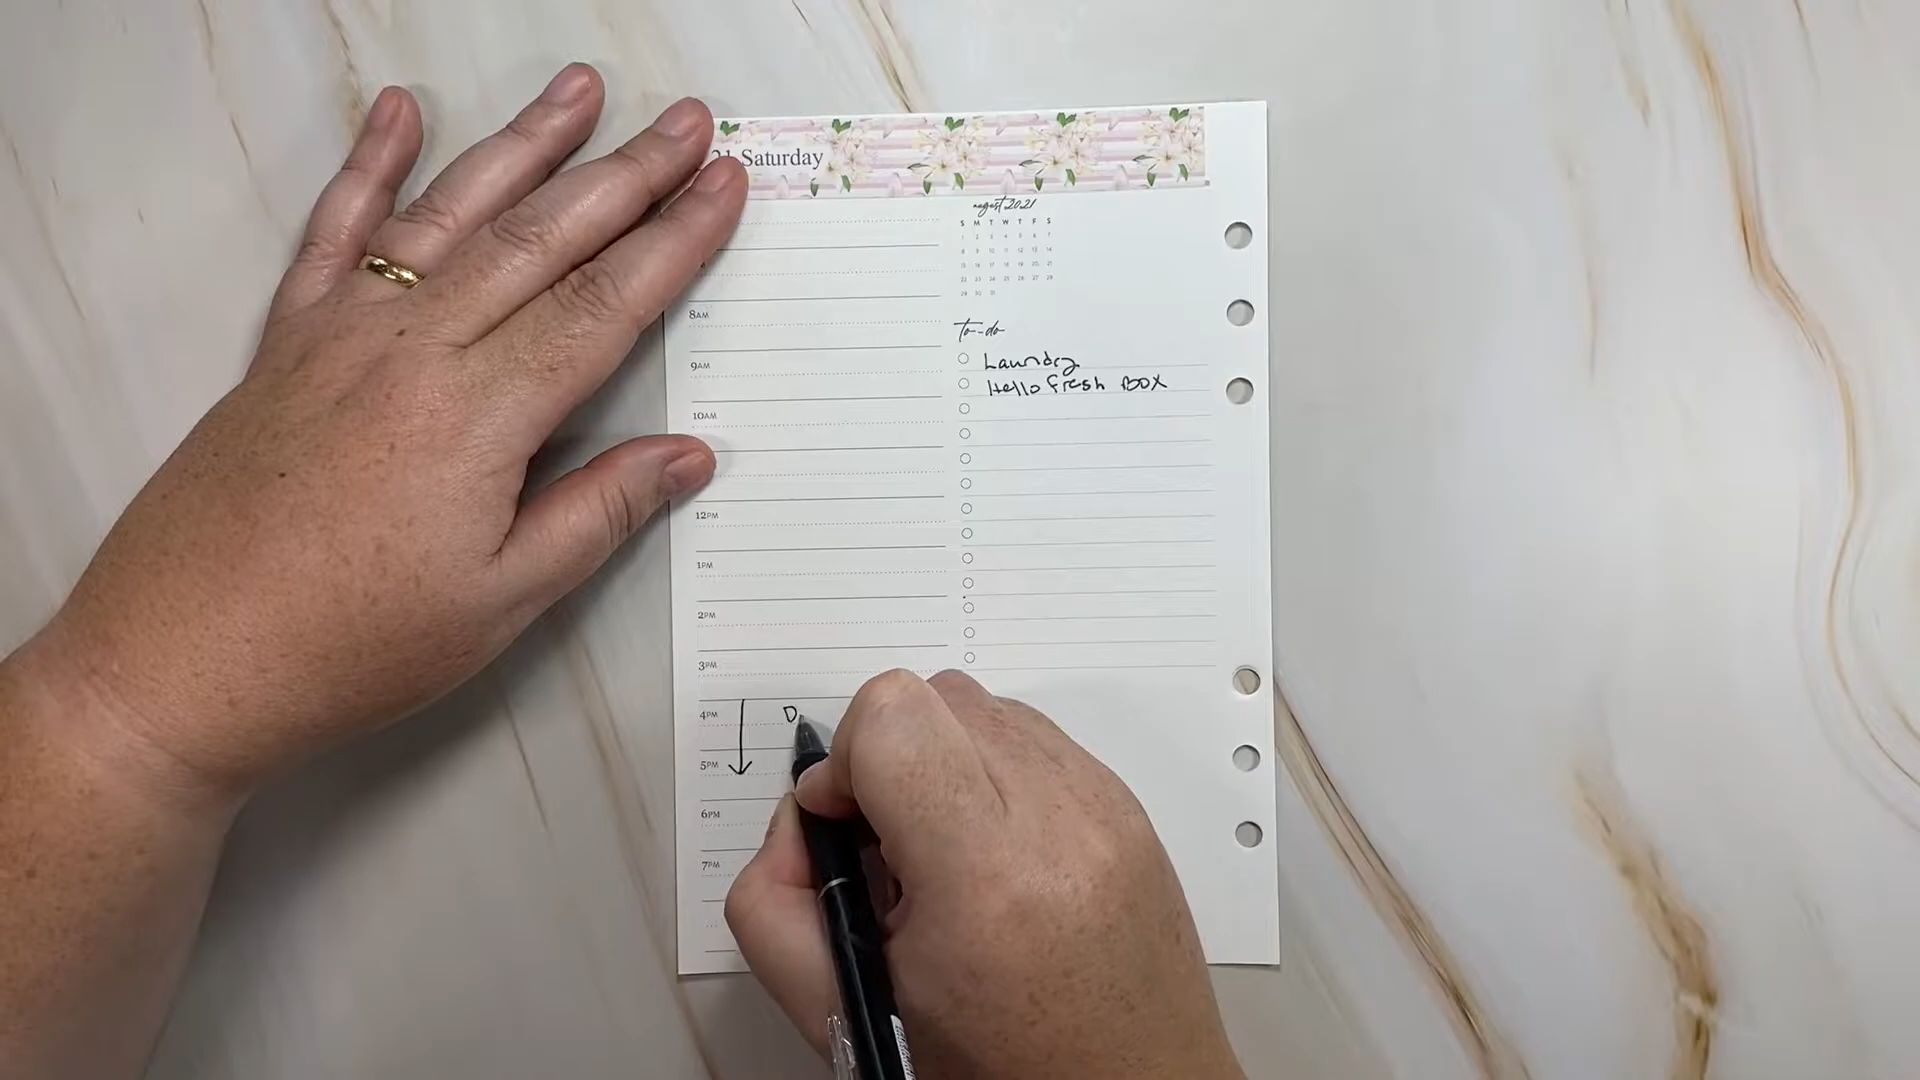 21 Saturday
august 2021
S M T W T F S
1 2 3 4 5 6 7
8 9 10 11 12 13 14
15 16 17 18 19 20 21
22 23 24 25 26 27 28
29 30 31
8AM
9AM
10AM
12PM
1PM
2PM
3PM
4PM D
5PM
6PM
7PM
to-do
Laundry
Hello Fresh BOX